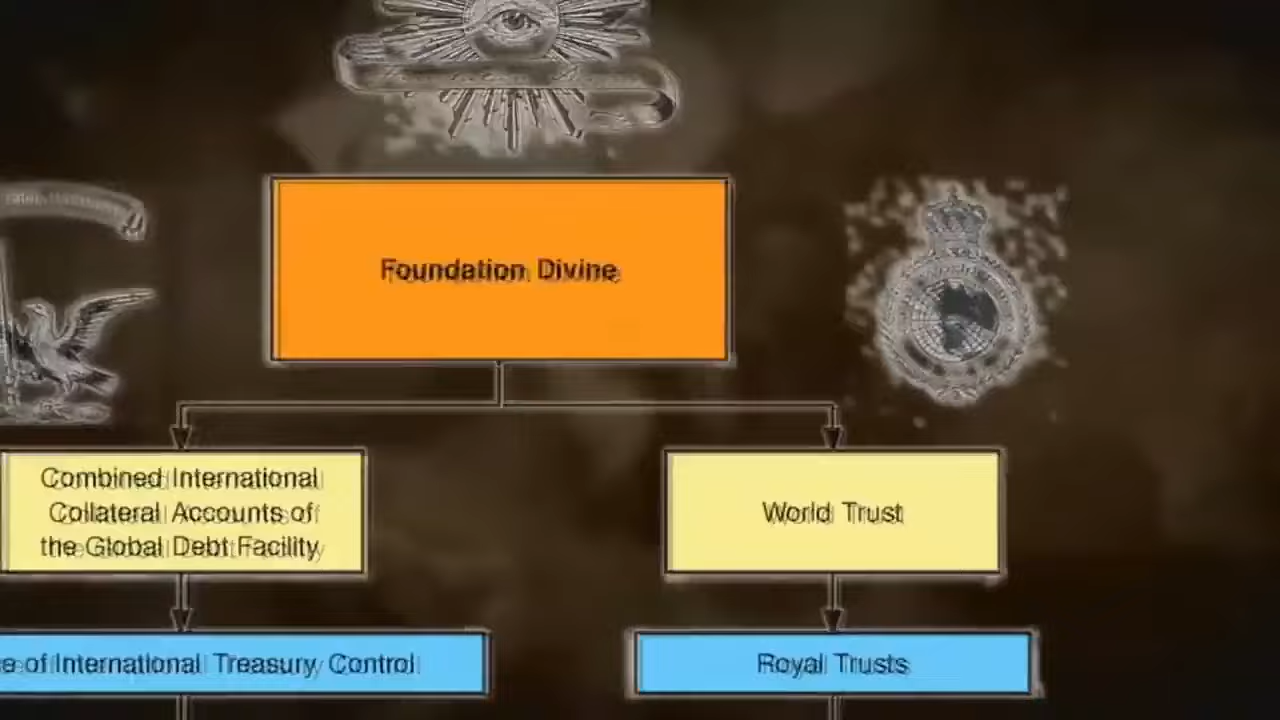 Foundation Divine
Combined International
Collateral Accounts of
the Global Debt Facility
World Trust
e of International Treasury Control
Royal Trusts